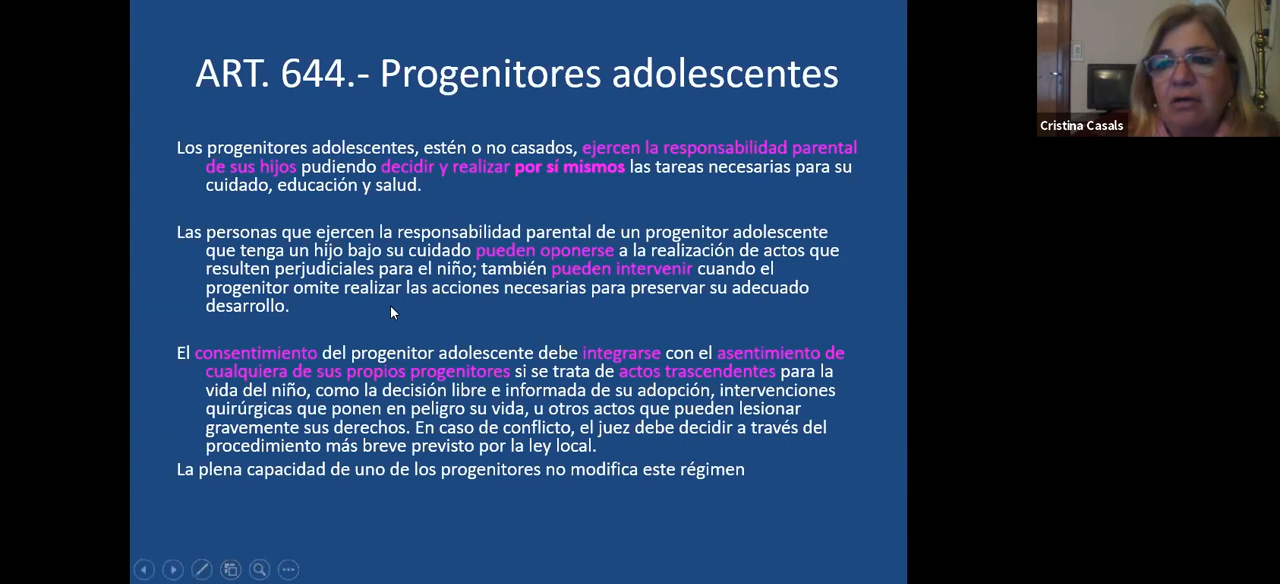 ART. 644.- Progenitores adolescentes
Cristina Casals
Los progenitores adolescentes, estén o no casados, ejercen la responsabilidad parental
de sus hijos pudiendo decidir y realizar por sí mismos las tareas necesarias para su
cuidado, educación y salud.
Las personas que ejercen la responsabilidad parental de un progenitor adolescente
que tenga un hijo bajo su cuidado pueden oponerse a la realización de actos que
resulten perjudiciales para el niño; también pueden intervenir cuando el
progenitor omite realizar las acciones necesarias para preservar su adecuado
desarrollo.
El consentimiento del progenitor adolescente debe integrarse con el asentimiento de
cualquiera de sus propios progenitores si se trata de actos trascendentes para la
vida del niño, como la decisión libre e informada de su adopción, intervenciones
quirúrgicas que ponen en peligro su vida, u otros actos que pueden lesionar
gravemente sus derechos. En caso de conflicto, el juez debe decidir a través del
procedimiento más breve previsto por la ley local.
La plena capacidad de uno de los progenitores no modifica este régimen